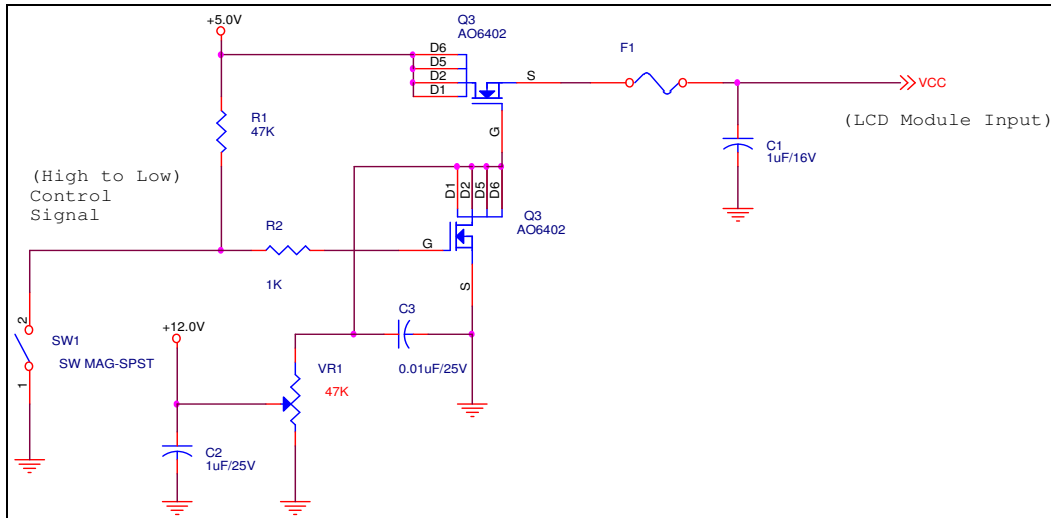 +5.0V
Q3
AO6402
D6
D5
D2
D1
S
G
F1
VCC
(LCD Module Input)
R1
47K
C1
1uF/16V
(High to Low)
Control
Signal
D1
D2
D5
D6
Q3
AO6402
R2
G
1K
S
2
SW1
SW MAG-SPST
1
+12.0V
C3
0.01uF/25V
VR1
47K
C2
1uF/25V